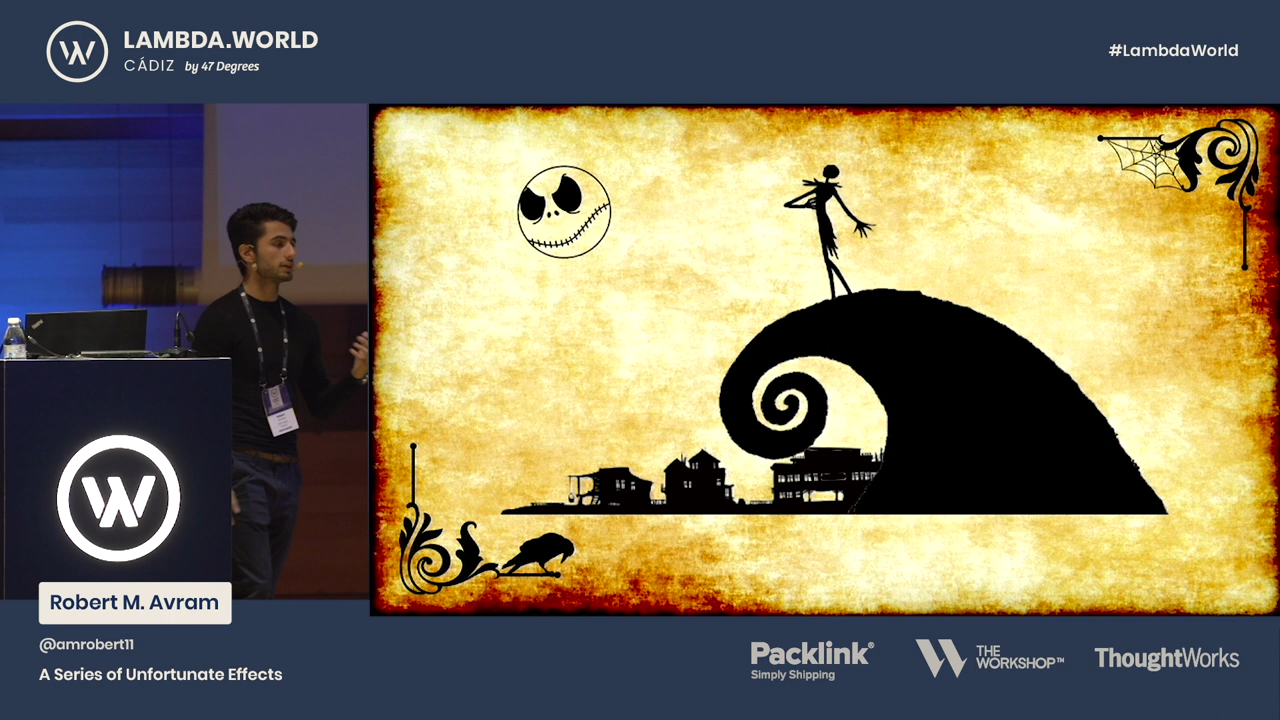 LAMBDA.WORLD
CÁDIZ by 47 Degrees
#LambdaWorld
Robert M. Avram
@amrobert11
A Series of Unfortunate Effects
Packlink®
Simply Shipping
THE
WORKSHOP™
ThoughtWorks